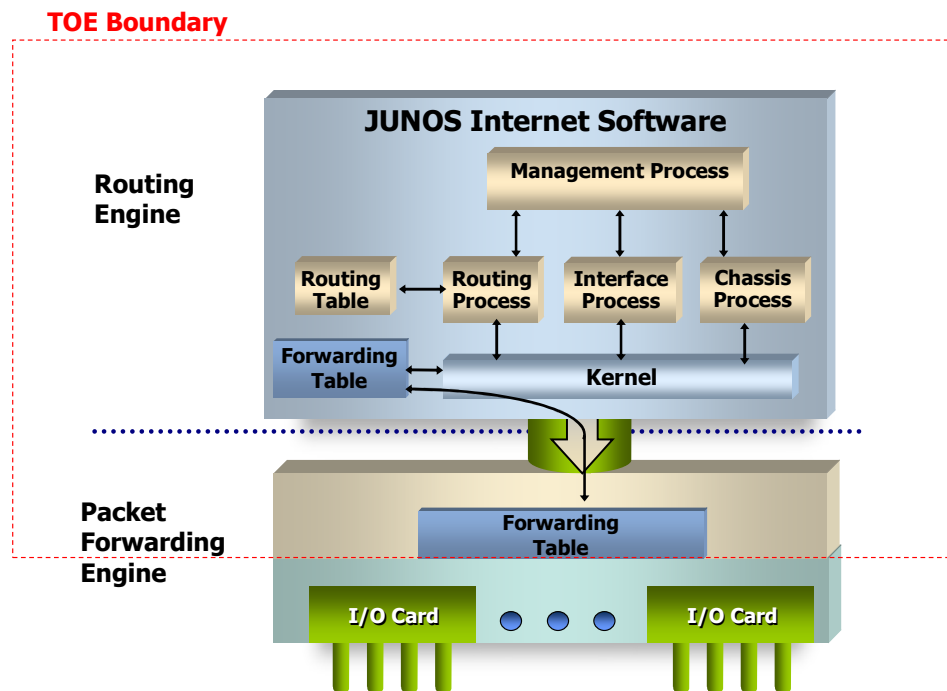 TOE Boundary
JUNOS Internet Software
Routing
Engine
Management Process
Routing
Table
Routing
Process
Interface
Process
Chassis
Process
Forwarding
Table
Kernel
Packet
Forwarding
Engine
Forwarding
Table
I/O Card
I/O Card